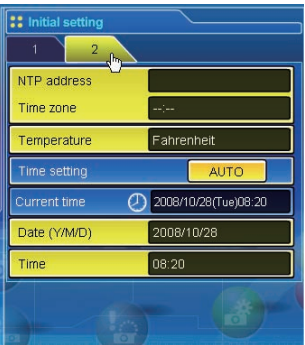 Initial setting
1 2
NTP address
Time zone --:--
Temperature Fahrenheit
Time setting AUTO
Current time 2008/10/28(Tue)08:20
Date (Y/M/D) 2008/10/28
Time 08:20